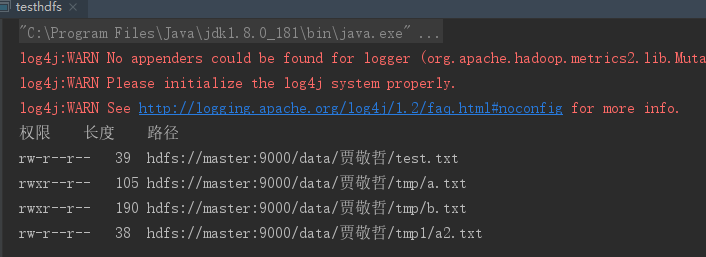 testhdfs
"C:\Program Files\Java\jdk1.8.0_181\bin\java.exe" ...
log4j:WARN No appenders could be found for logger (org.apache.hadoop.metrics2.lib.Muta
log4j:WARN Please initialize the log4j system properly.
log4j:WARN See http://logging.apache.org/log4j/1.2/faq.html#noconfig for more info.
权限 长度 路径
rw-r--r-- 39 hdfs://master:9000/data/贾敬哲/test.txt
rwxr--r-- 105 hdfs://master:9000/data/贾敬哲/tmp/a.txt
rwxr--r-- 190 hdfs://master:9000/data/贾敬哲/tmp/b.txt
rw-r--r-- 38 hdfs://master:9000/data/贾敬哲/tmp1/a2.txt